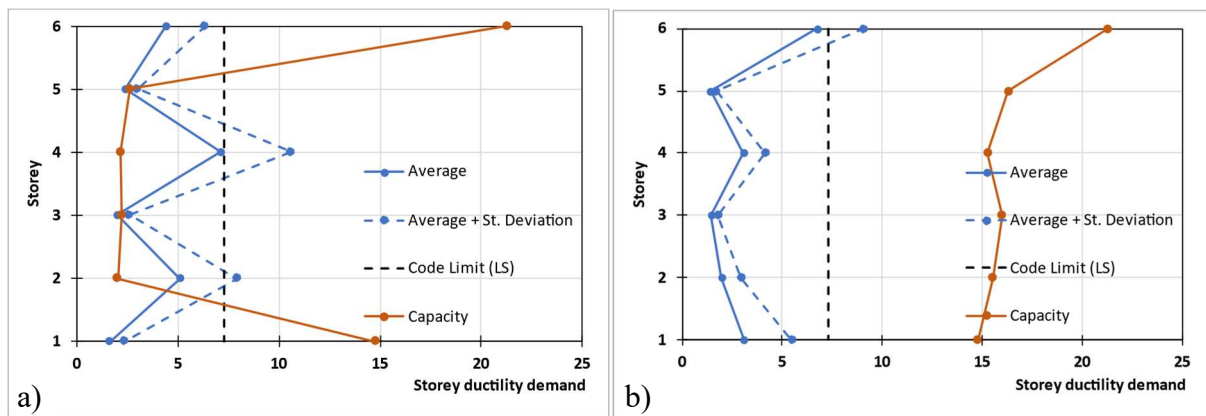 6
5
4
3
2
1
Storey
Average
Average + St. Deviation
Code Limit (LS)
Capacity
0 5 10 15 20 25
Storey ductility demand
a)
6
5
4
3
2
1
Storey
Average
Average + St. Deviation
Code Limit (LS)
Capacity
0 5 10 15 20 25
Storey ductility demand
b)